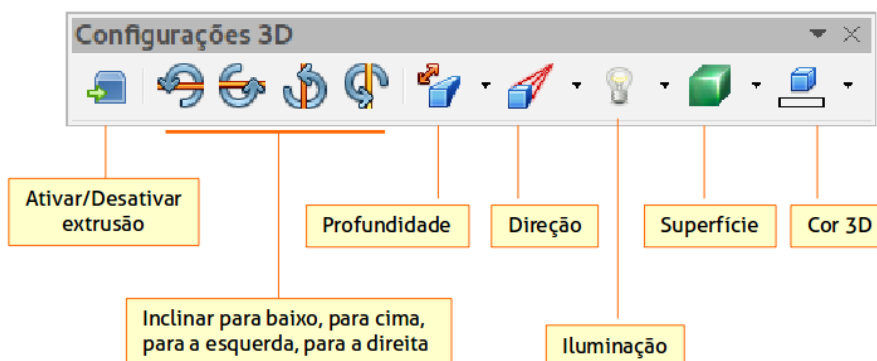 Configurações 3D
Ativar/Desativar
extrusão
Profundidade
Direção
Superfície
Cor 3D
Inclinar para baixo, para cima,
para a esquerda, para a direita
Iluminação